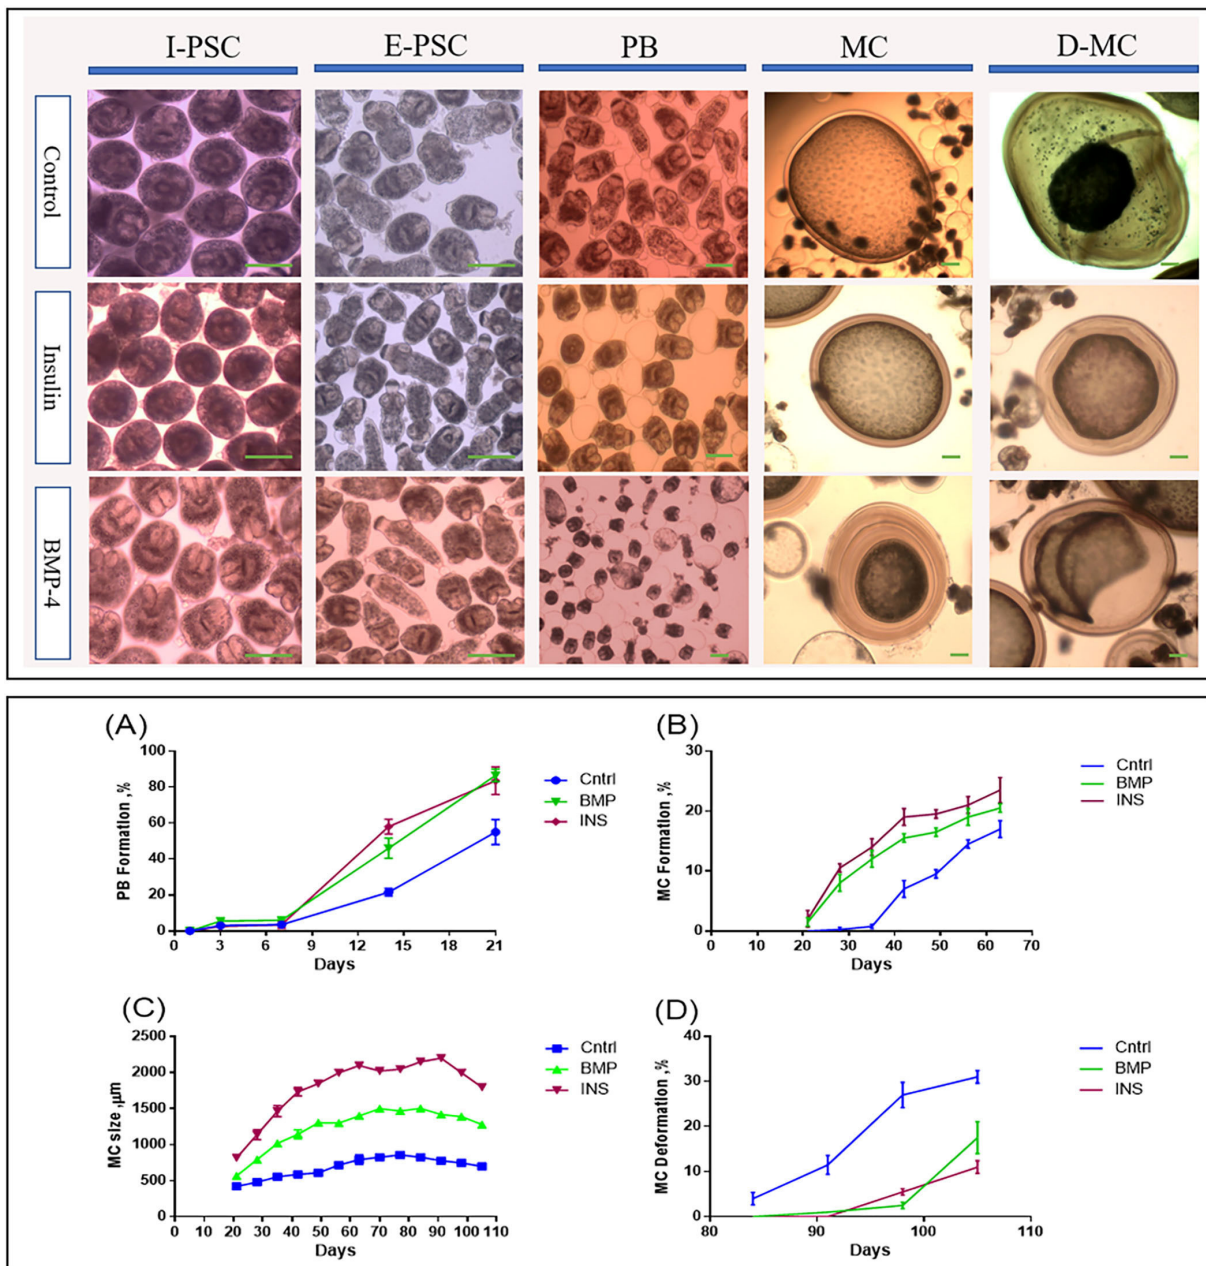 I-PSC E-PSC PB MC D-MC
Control
Insulin
BMP-4
(A)
PB Formation ,%
100
80
60
40
20
0
0 3 6 9 12 15 18 21
Days
Cntrl
BMP
INS
(B)
MC Formation ,%
30
20
10
0
0 10 20 30 40 50 60 70
Days
Cntrl
BMP
INS
(C)
MC size ,µm
2500
2000
1500
1000
500
0
0 10 20 30 40 50 60 70 80 90 100 110
Days
Cntrl
BMP
INS
(D)
MC Deformation ,%
40
30
20
10
0
80 90 100 110
Days
Cntrl
BMP
INS